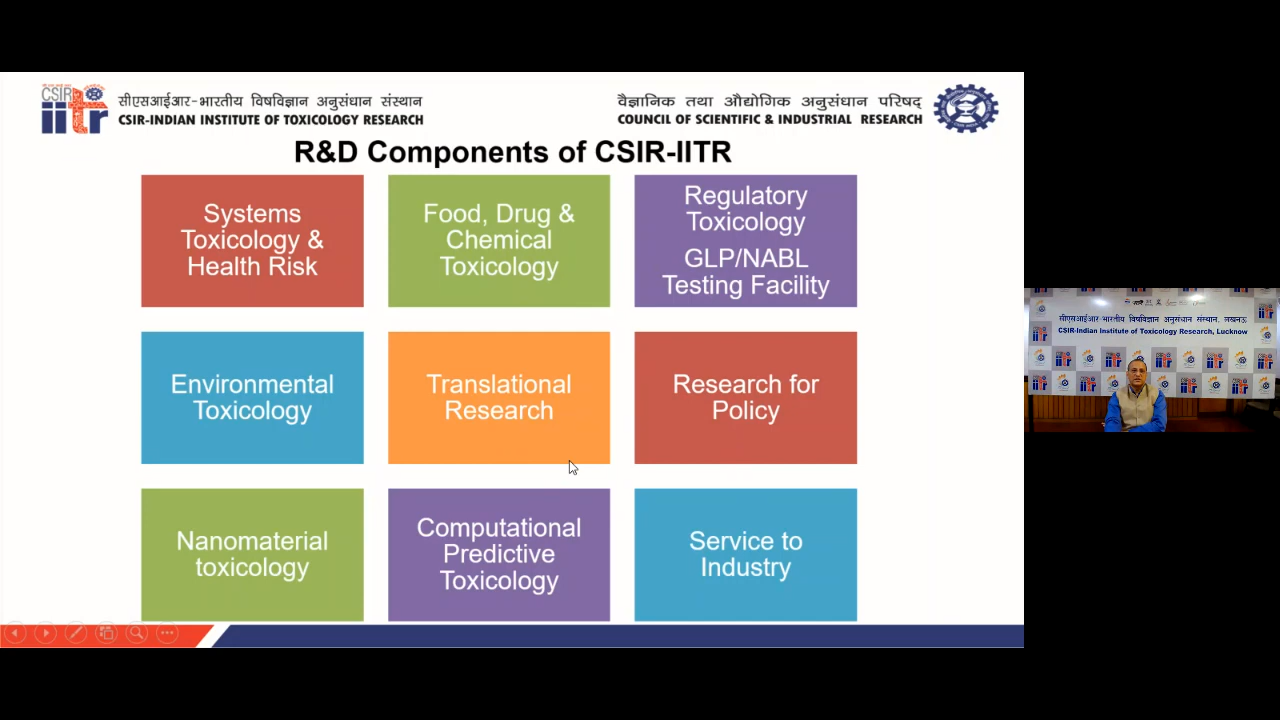 CSIR
iitr
सीएसआईआर-भारतीय विषविज्ञान अनुसंधान संस्थान
CSIR-INDIAN INSTITUTE OF TOXICOLOGY RESEARCH
वैज्ञानिक तथा औद्योगिक अनुसंधान परिषद्
COUNCIL OF SCIENTIFIC & INDUSTRIAL RESEARCH
R&D Components of CSIR-IITR
Systems
Toxicology &
Health Risk
Food, Drug &
Chemical
Toxicology
Regulatory
Toxicology
GLP/NABL
Testing Facility
Environmental
Toxicology
Translational
Research
Research for
Policy
Nanomaterial
toxicology
Computational
Predictive
Toxicology
Service to
Industry
सीएसआईआर-भारतीय विषविज्ञान अनुसंधान संस्थान, लखनऊ
CSIR-Indian Institute of Toxicology Research, Lucknow